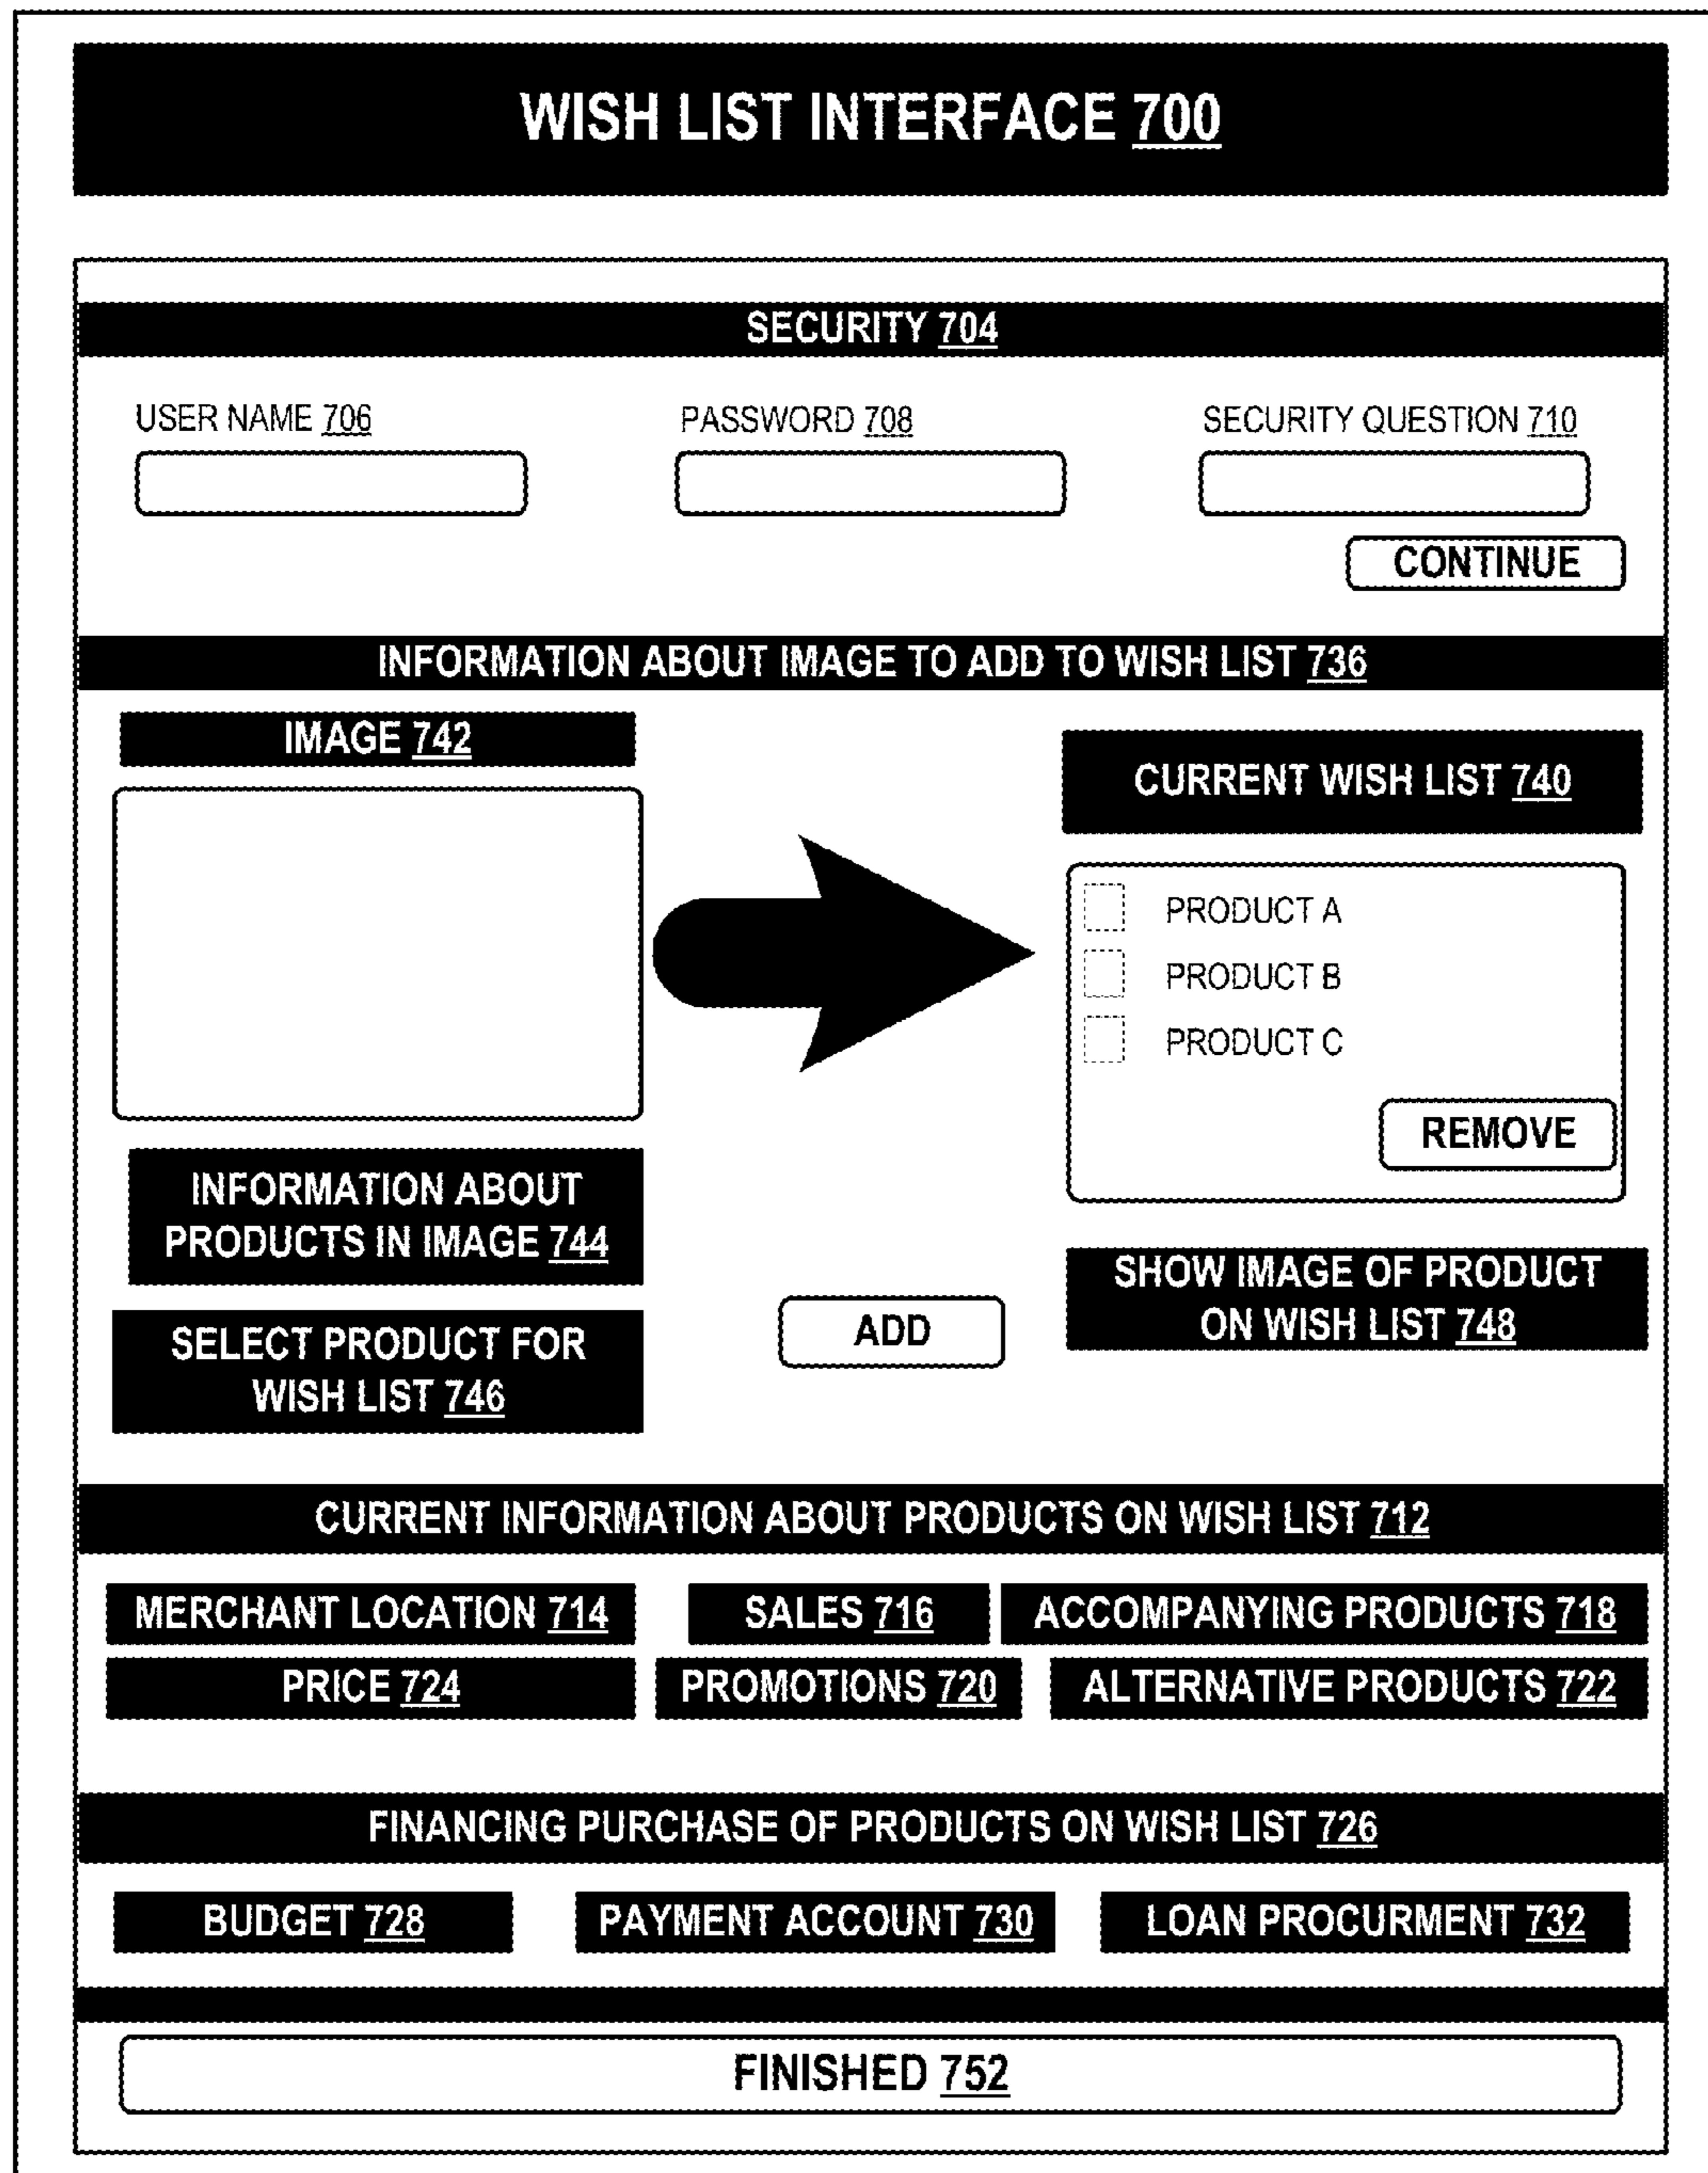 WISH LIST INTERFACE 700
SECURITY 704
USER NAME 706
PASSWORD 708
SECURITY QUESTION 710
CONTINUE
INFORMATION ABOUT IMAGE TO ADD TO WISH LIST 736
IMAGE 742
CURRENT WISH LIST 740
PRODUCT A
PRODUCT B
PRODUCT C
REMOVE
INFORMATION ABOUT
PRODUCTS IN IMAGE 744
SELECT PRODUCT FOR
WISH LIST 746
ADD
SHOW IMAGE OF PRODUCT
ON WISH LIST 748
CURRENT INFORMATION ABOUT PRODUCTS ON WISH LIST 712
MERCHANT LOCATION 714
SALES 716
ACCOMPANYING PRODUCTS 718
PRICE 724
PROMOTIONS 720
ALTERNATIVE PRODUCTS 722
FINANCING PURCHASE OF PRODUCTS ON WISH LIST 726
BUDGET 728
PAYMENT ACCOUNT 730
LOAN PROCURMENT 732
FINISHED 752